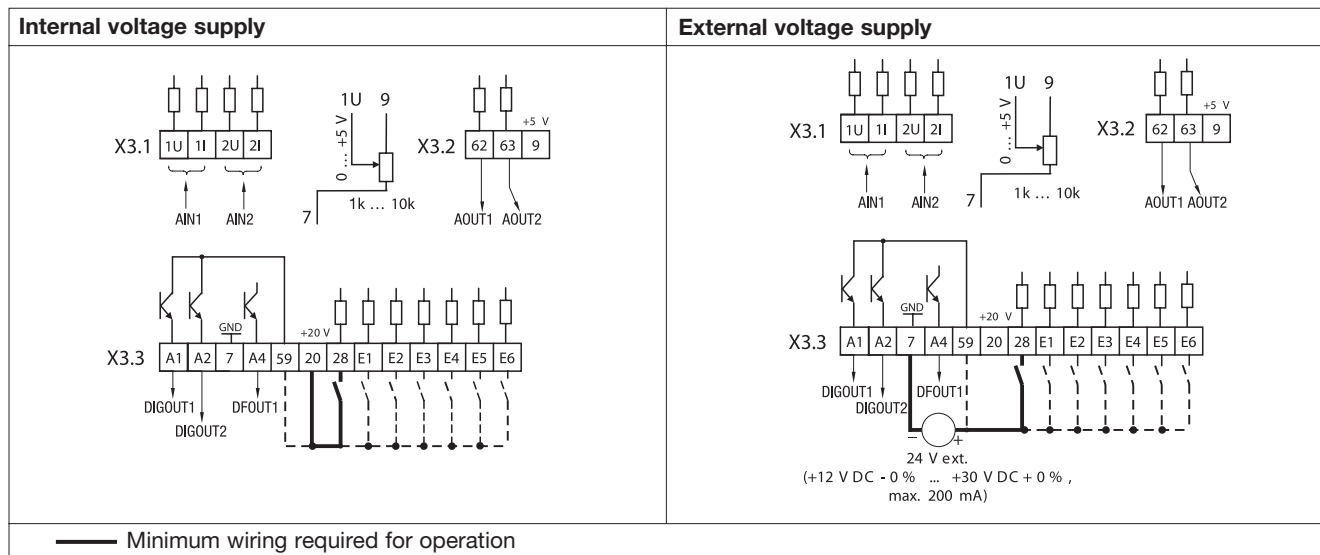 Internal voltage supply
External voltage supply
1U 9
0 ... +5 V
+5 V
X3.1 1U 1I 2U 2I
X3.2 62 63 9
AIN1 AIN2
7
1k ... 10k
AOUT1 AOUT2
GND
+20 V
X3.3 A1 A2 7 A4 59 20 28 E1 E2 E3 E4 E5 E6
DIGOUT1 DFOUT1
DIGOUT2
1U 9
0 ... +5 V
+5 V
X3.1 1U 1I 2U 2I
X3.2 62 63 9
AIN1 AIN2
7
1k ... 10k
AOUT1 AOUT2
GND
+20 V
X3.3 A1 A2 7 A4 59 20 28 E1 E2 E3 E4 E5 E6
DIGOUT1 DFOUT1
DIGOUT2
− +
24 V ext.
(+12 V DC - 0 % ... +30 V DC + 0 % ,
max. 200 mA)
Minimum wiring required for operation